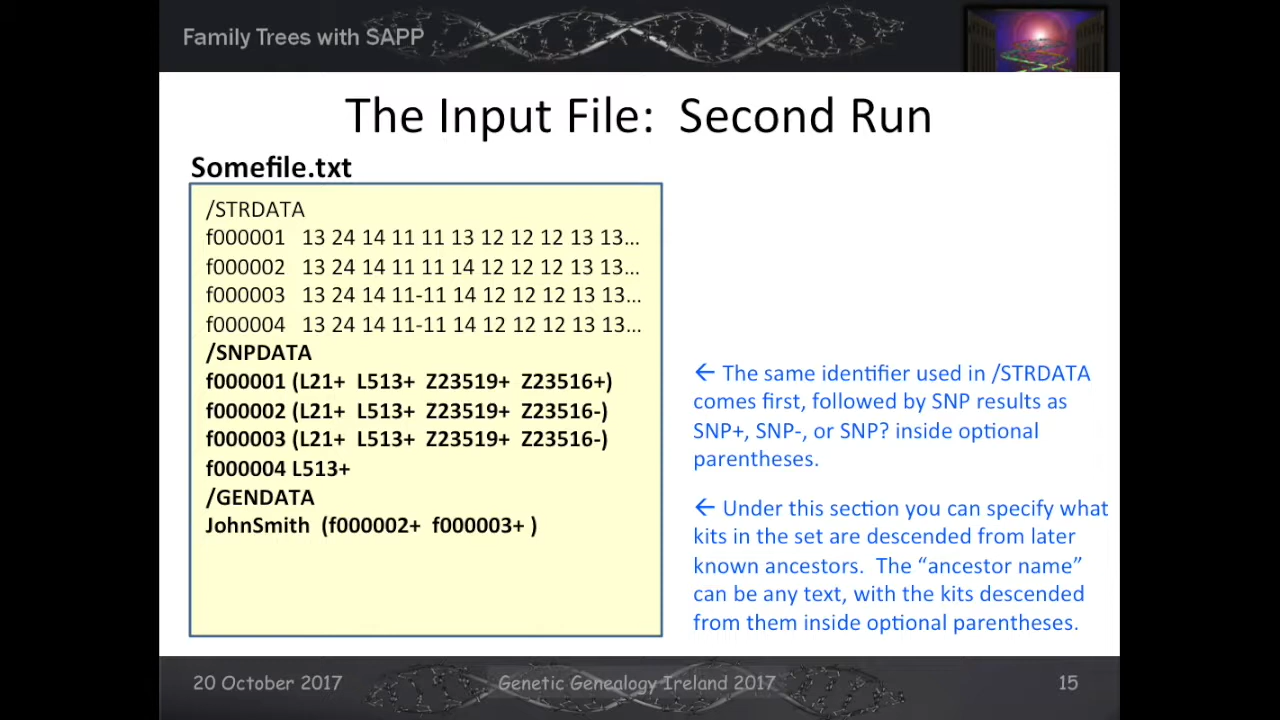 Family Trees with SAPP
The Input File: Second Run
Somefile.txt
/STRDATA
f000001 13 24 14 11 11 13 12 12 12 13 13...
f000002 13 24 14 11 11 14 12 12 12 13 13...
f000003 13 24 14 11-11 14 12 12 12 13 13...
f000004 13 24 14 11-11 14 12 12 12 13 13...
/SNPDATA
f000001 (L21+ L513+ Z23519+ Z23516+)
f000002 (L21+ L513+ Z23519+ Z23516-)
f000003 (L21+ L513+ Z23519+ Z23516-)
f000004 L513+
/GENDATA
JohnSmith (f000002+ f000003+ )
← The same identifier used in /STRDATA
comes first, followed by SNP results as
SNP+, SNP-, or SNP? inside optional
parentheses.
← Under this section you can specify what
kits in the set are descended from later
known ancestors. The “ancestor name”
can be any text, with the kits descended
from them inside optional parentheses.
20 October 2017
Genetic Genealogy Ireland 2017
15